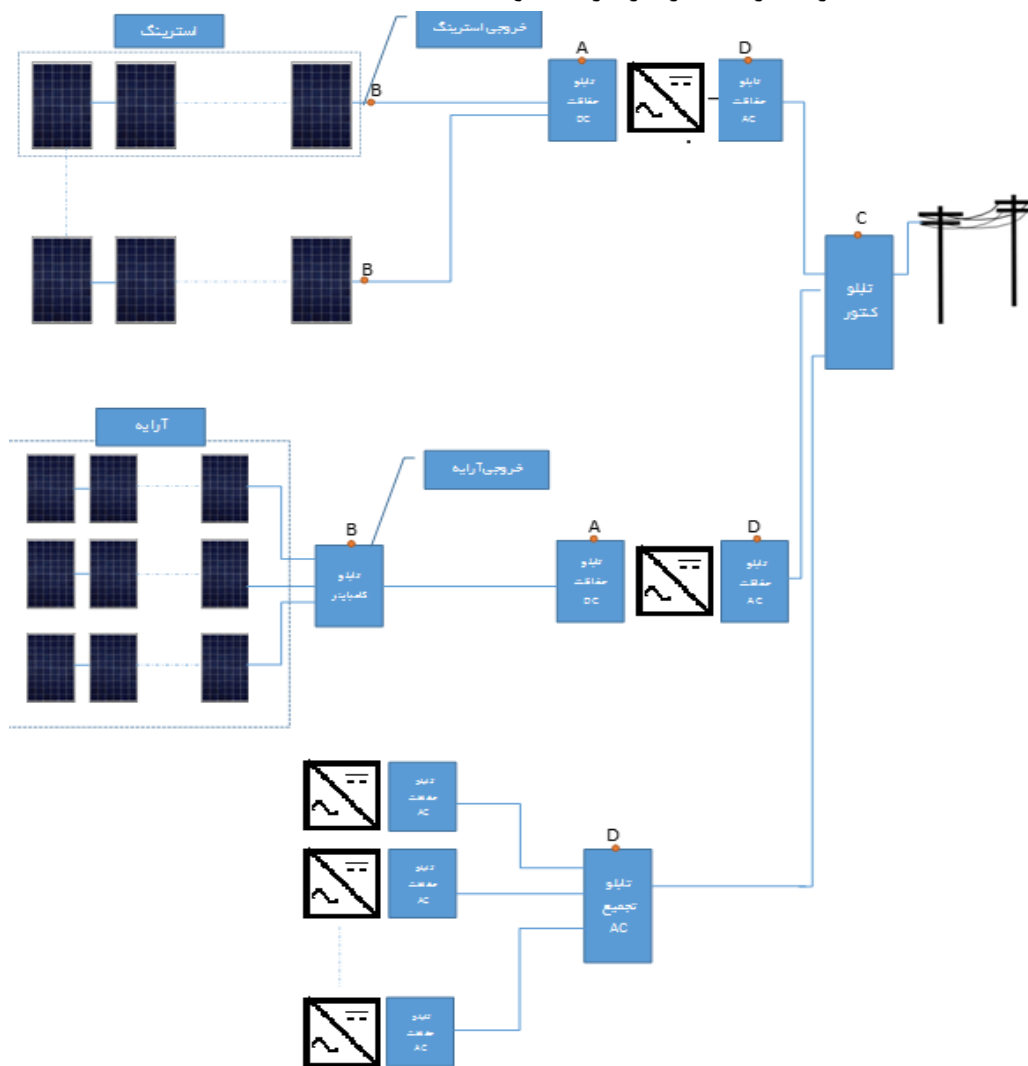 استرینگ
خروجی استرینگ
A
D
B
تابلو
حفاظت
DC
تابلو
حفاظت
AC
C
B
تابلو
کنتور
آرایه
خروجی آرایه
B
A
D
تابلو
کامباینر
تابلو
حفاظت
DC
تابلو
حفاظت
AC
تابلو
حفاظت
AC
D
تابلو
حفاظت
AC
تابلو
تجمیع
AC
تابلو
حفاظت
AC